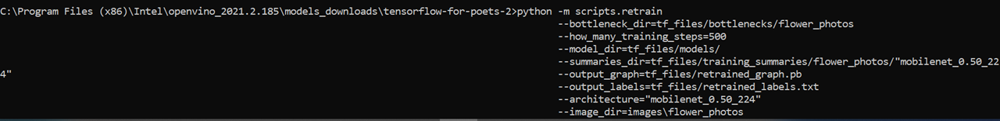 C:\Program Files (x86)\Intel\openvino_2021.2.185\models_downloads\tensorflow-for-poets-2>python -m scripts.retrain
--bottleneck_dir=tf_files/bottlenecks/flower_photos
--how_many_training_steps=500
--model_dir=tf_files/models/
--summaries_dir=tf_files/training_summaries/flower_photos/"mobilenet_0.50_22
4"
--output_graph=tf_files/retrained_graph.pb
--output_labels=tf_files/retrained_labels.txt
--architecture="mobilenet_0.50_224"
--image_dir=images\flower_photos